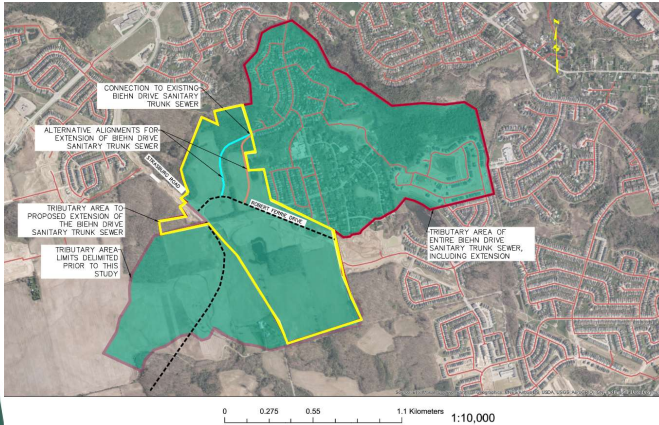 CONNECTION TO EXISTING
BIEHN DRIVE SANITARY
TRUNK SEWER
ALTERNATIVE ALIGNMENTS FOR
EXTENSION OF BIEHN DRIVE
SANITARY TRUNK SEWER
STRASBURG ROAD
ROBERT FERRIE DRIVE
TRIBUTARY AREA TO
PROPOSED EXTENSION OF
THE BIEHN DRIVE
SANITARY TRUNK SEWER
TRIBUTARY AREA
LIMITS DELIMITED
PRIOR TO THIS
STUDY
TRIBUTARY AREA OF
ENTIRE BIEHN DRIVE
SANITARY TRUNK SEWER,
INCLUDING EXTENSION
0 0.275 0.55 1.1 Kilometers
1:10,000